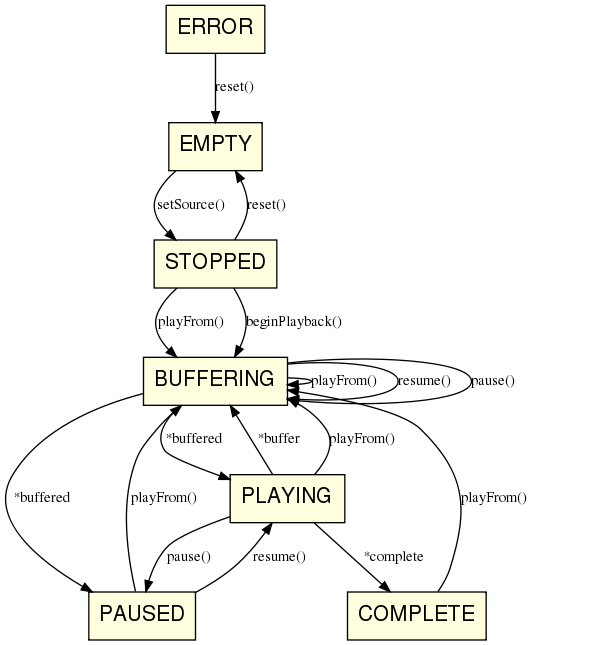 ERROR
reset()
EMPTY
setSource()
reset()
STOPPED
playFrom()
beginPlayback()
BUFFERING
playFrom()
resume()
pause()
*buffered
*buffer
playFrom()
*buffered
playFrom()
PLAYING
playFrom()
pause()
resume()
*complete
PAUSED
COMPLETE